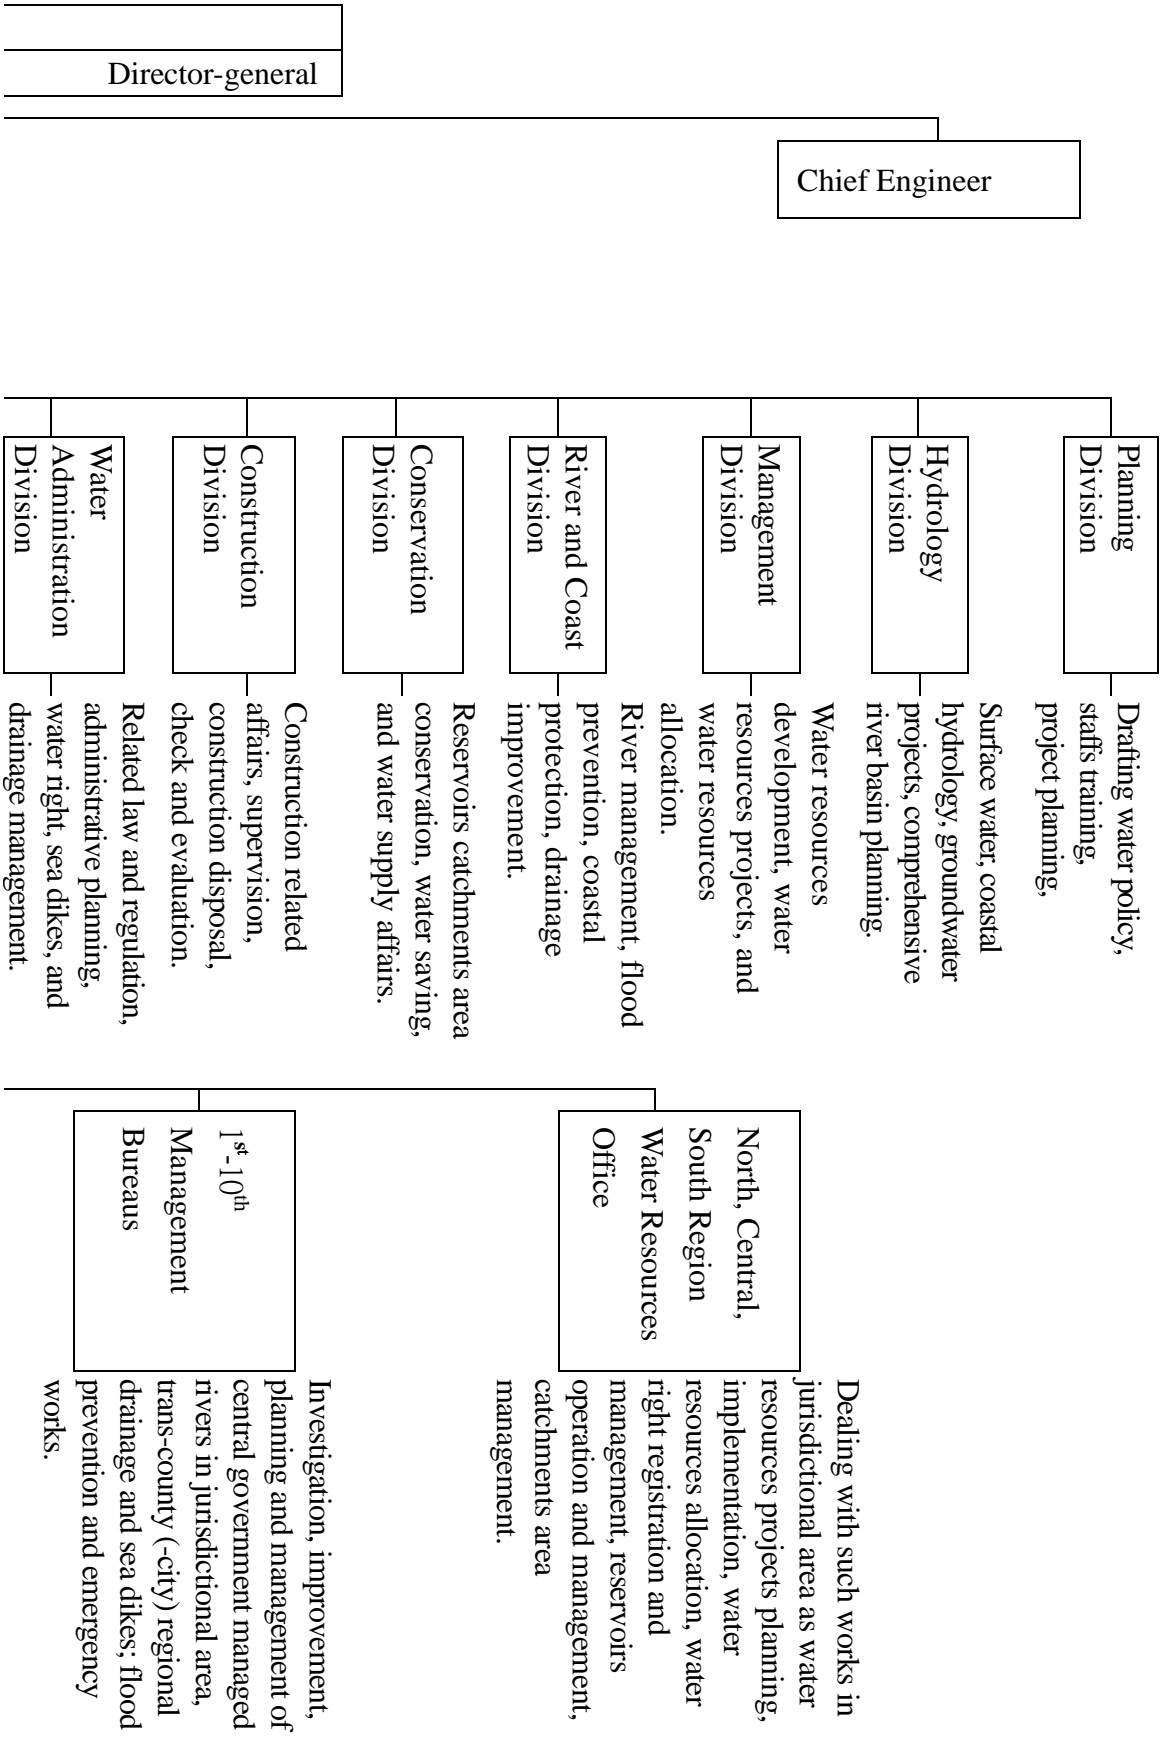 Director-general
Chief Engineer
Planning
Division
Drafting water policy,
staffs training,
project planning,
Hydrology
Division
Surface water, coastal
hydrology, groundwater
projects, comprehensive
river basin planning.
Management
Division
Water resources
development, water
resources projects, and
water resources
allocation.
River and Coast
Division
River management, flood
prevention, coastal
protection, drainage
improvement.
Conservation
Division
Reservoirs catchments area
conservation, water saving,
and water supply affairs.
Construction
Division
Construction related
affairs, supervision,
construction disposal,
check and evaluation.
Water
Administration
Division
Related law and regulation,
administrative planning,
water right, sea dikes, and
drainage management.
North, Central,
South Region
Water Resources
Office
Dealing with such works in
jurisdictional area as water
resources projects planning,
implementation, water
resources allocation, water
right registration and
management, reservoirs
operation and management,
catchments area
management.
1st-10th
Management
Bureaus
Investigation, improvement,
planning and management of
central government managed
rivers in jurisdictional area,
trans-county (-city) regional
drainage and sea dikes; flood
prevention and emergency
works.